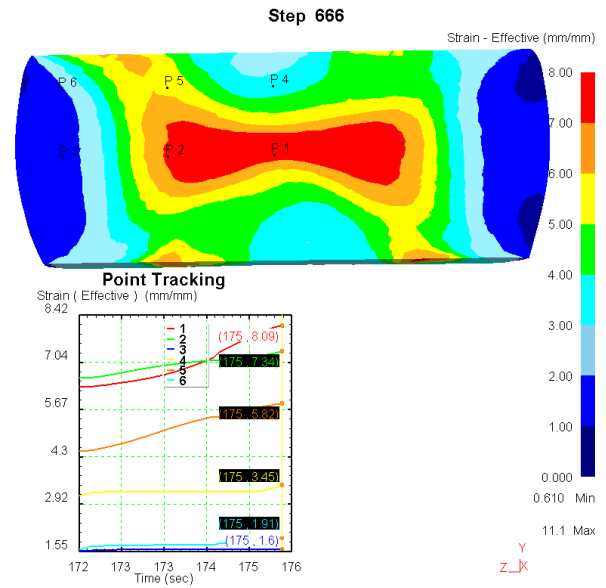 Step 666
Strain - Effective (mm/mm)
8.00
7.00
6.00
5.00
4.00
3.00
2.00
1.00
0.000
0.610 Min
11.1 Max
P 6
P 5
P 4
P 3
P 2
P 1
Point Tracking
Strain ( Effective ) (mm/mm)
8.42
7.04
5.67
4.3
2.92
1.55
1
2
3
4
5
6
(175 , 8.09)
(175 , 7.34)
(175 , 5.82)
(175 , 3.45)
(175 , 1.91)
(175 , 1.6)
172 173 174 175 176
Time (sec)
Y
Z X